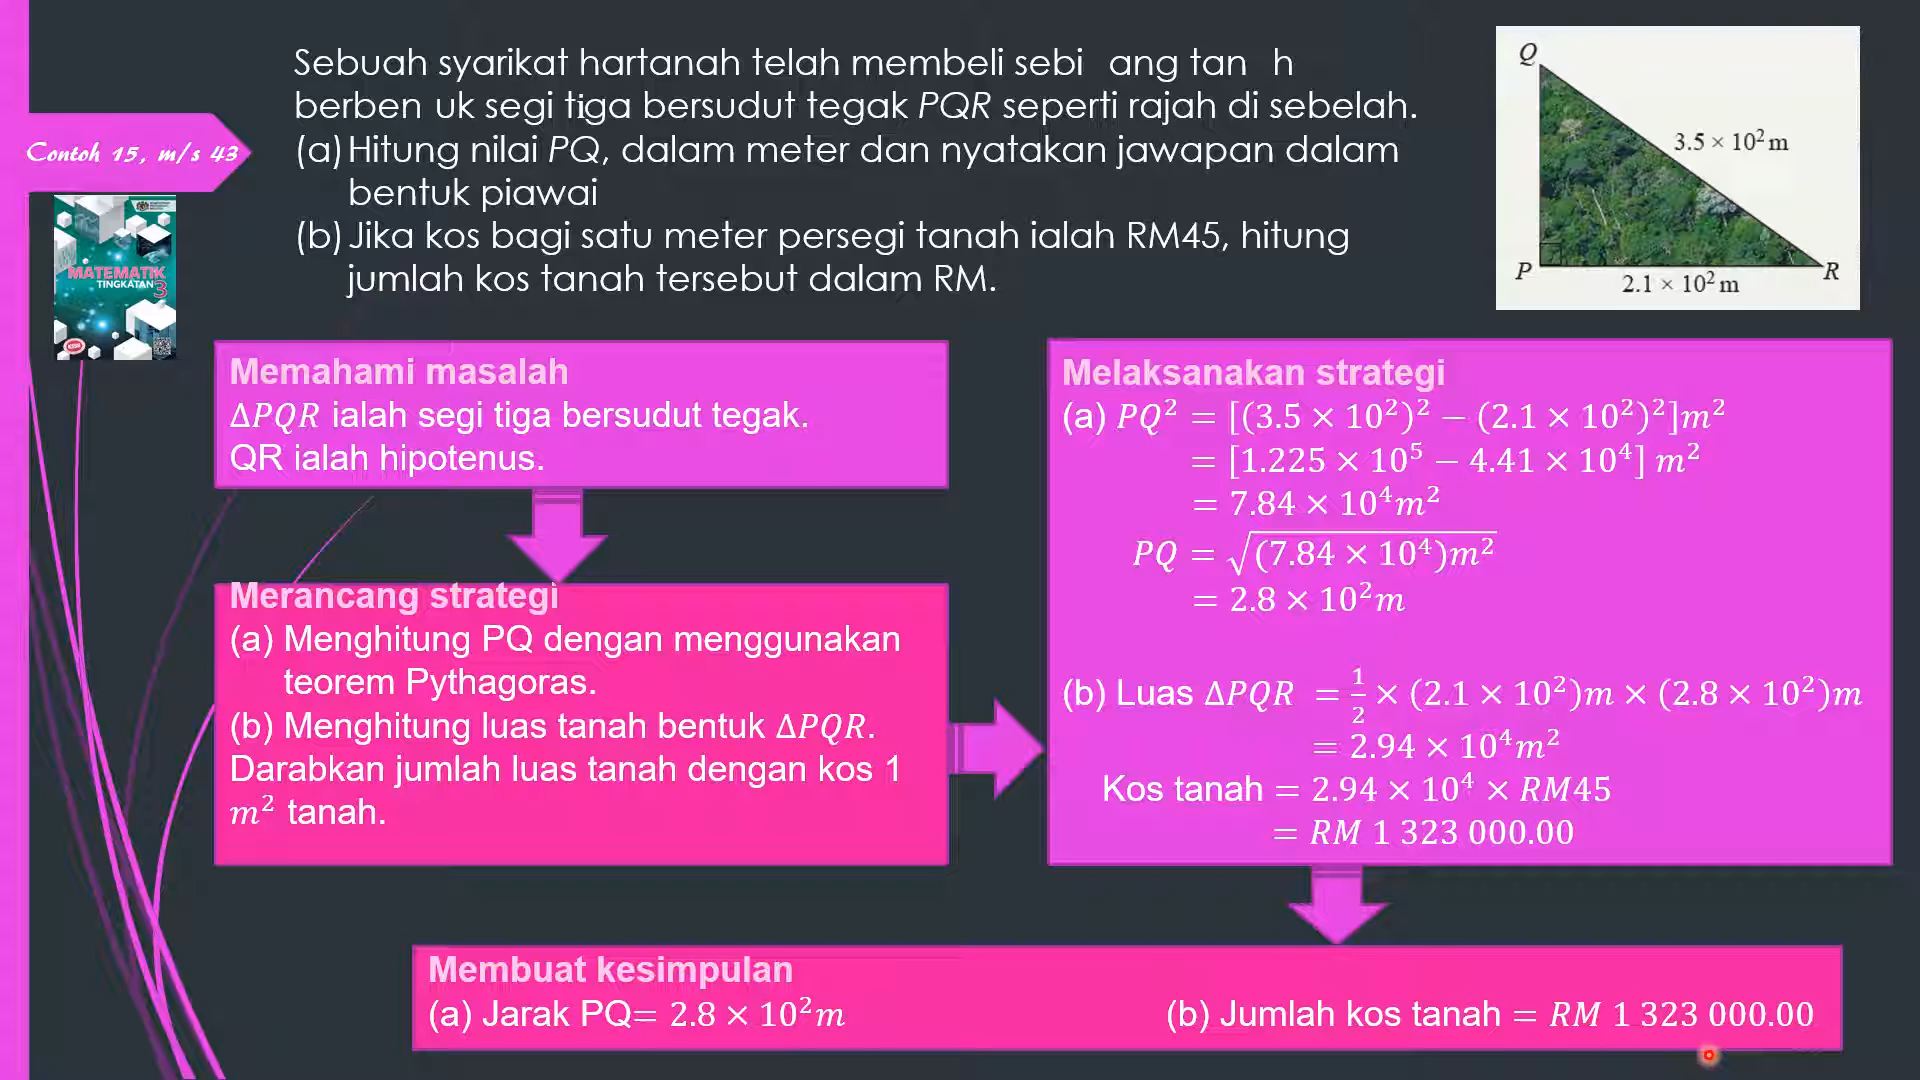 Sebuah syarikat hartanah telah membeli sebi ang tan h
berben uk segi tiga bersudut tegak PQR seperti rajah di sebelah.
(a) Hitung nilai PQ, dalam meter dan nyatakan jawapan dalam
bentuk piawai
(b) Jika kos bagi satu meter persegi tanah ialah RM45, hitung
jumlah kos tanah tersebut dalam RM.
Contoh 15, m/s 43
MATEMATIK
TINGKATAN 3
Q
3.5 × 10² m
P
R
2.1 × 10² m
Memahami masalah
ΔPQR ialah segi tiga bersudut tegak.
QR ialah hipotenus.
Merancang strategi
(a) Menghitung PQ dengan menggunakan
teorem Pythagoras.
(b) Menghitung luas tanah bentuk ΔPQR.
Darabkan jumlah luas tanah dengan kos 1
m² tanah.
Melaksanakan strategi
(a) PQ² = [(3.5 × 10²)² − (2.1 × 10²)²]m²
= [1.225 × 10⁵ − 4.41 × 10⁴] m²
= 7.84 × 10⁴m²
PQ = √(7.84 × 10⁴)m²
= 2.8 × 10²m
(b) Luas ΔPQR = 1/2 × (2.1 × 10²)m × (2.8 × 10²)m
= 2.94 × 10⁴m²
Kos tanah = 2.94 × 10⁴ × RM45
= RM 1 323 000.00
Membuat kesimpulan
(a) Jarak PQ= 2.8 × 10²m
(b) Jumlah kos tanah = RM 1 323 000.00